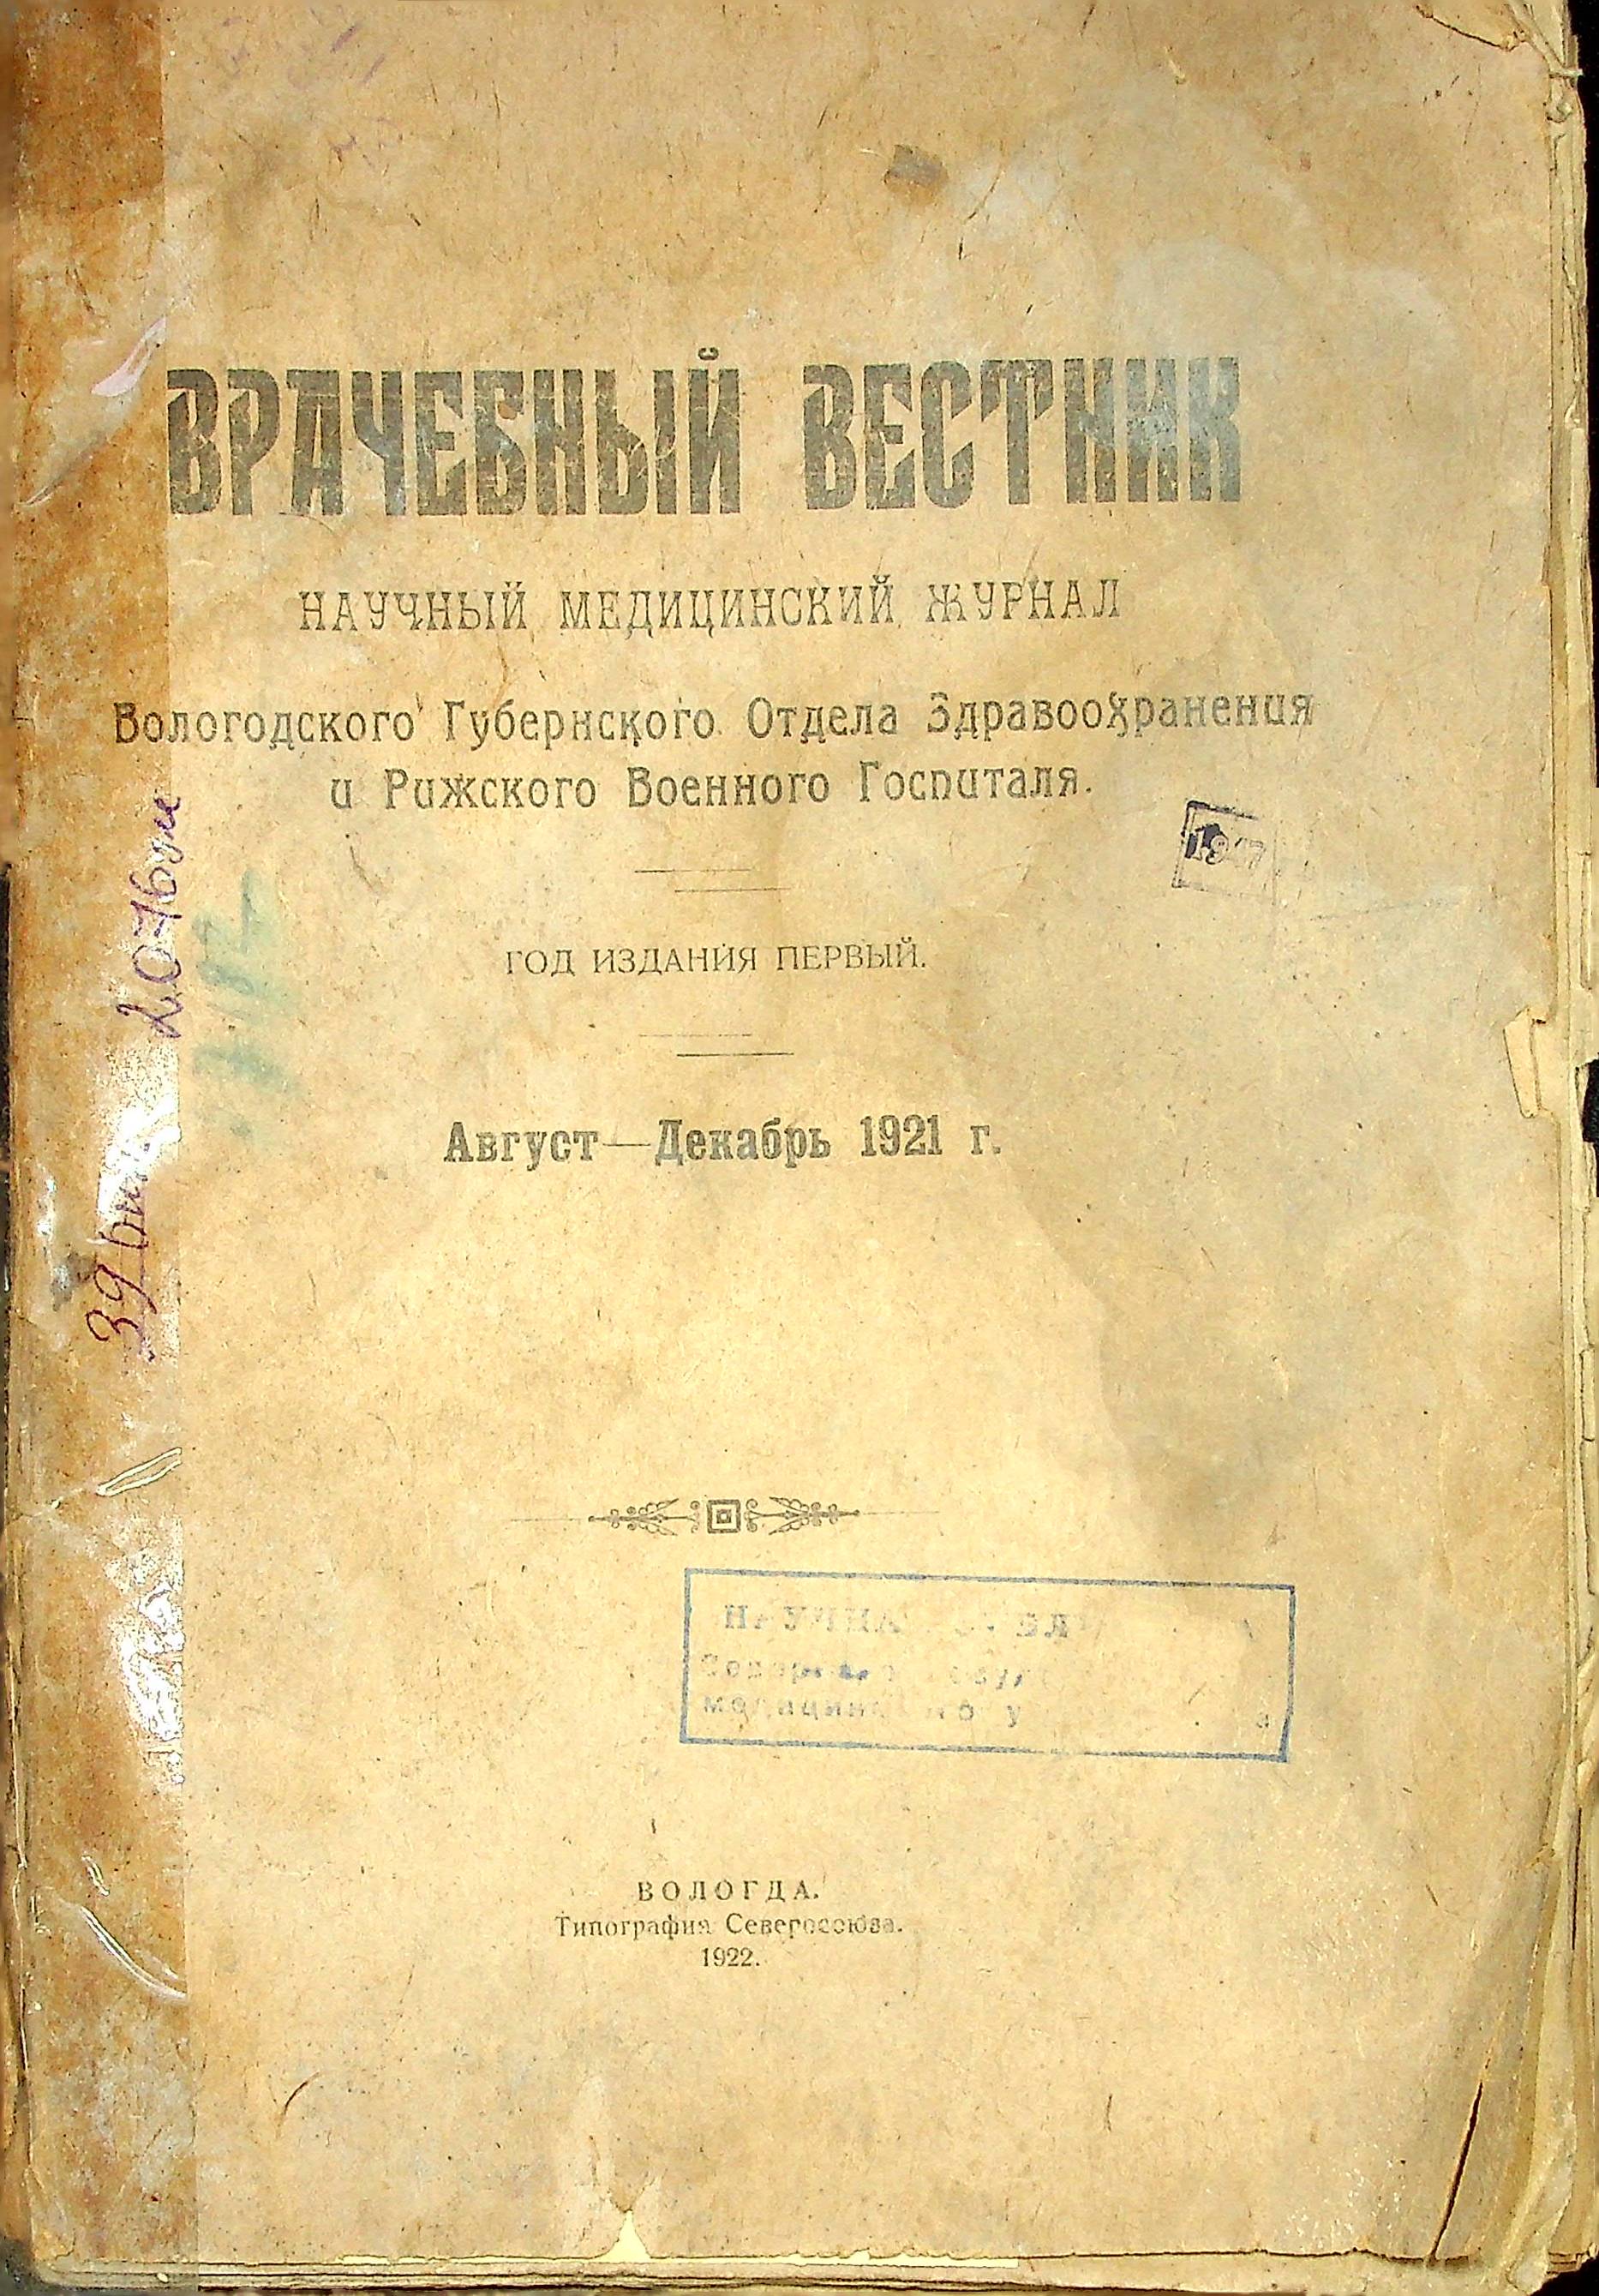 ВРАЧЕБНЫЙ ВЕСТНИК
НАУЧНЫЙ МЕДИЦИНСКИЙ ЖУРНАЛ
Вологодского Губернского Отдела Здравоохранения
и Рижского Военного Госпиталя.
ГОД ИЗДАНИЯ ПЕРВЫЙ.
Август—Декабрь 1921 г.
ВОЛОГДА.
Типография Северосоюза.
1922.